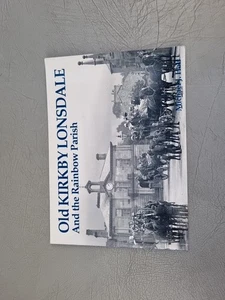 Old KIRKBY LONSDALE
And the Rainbow Parish